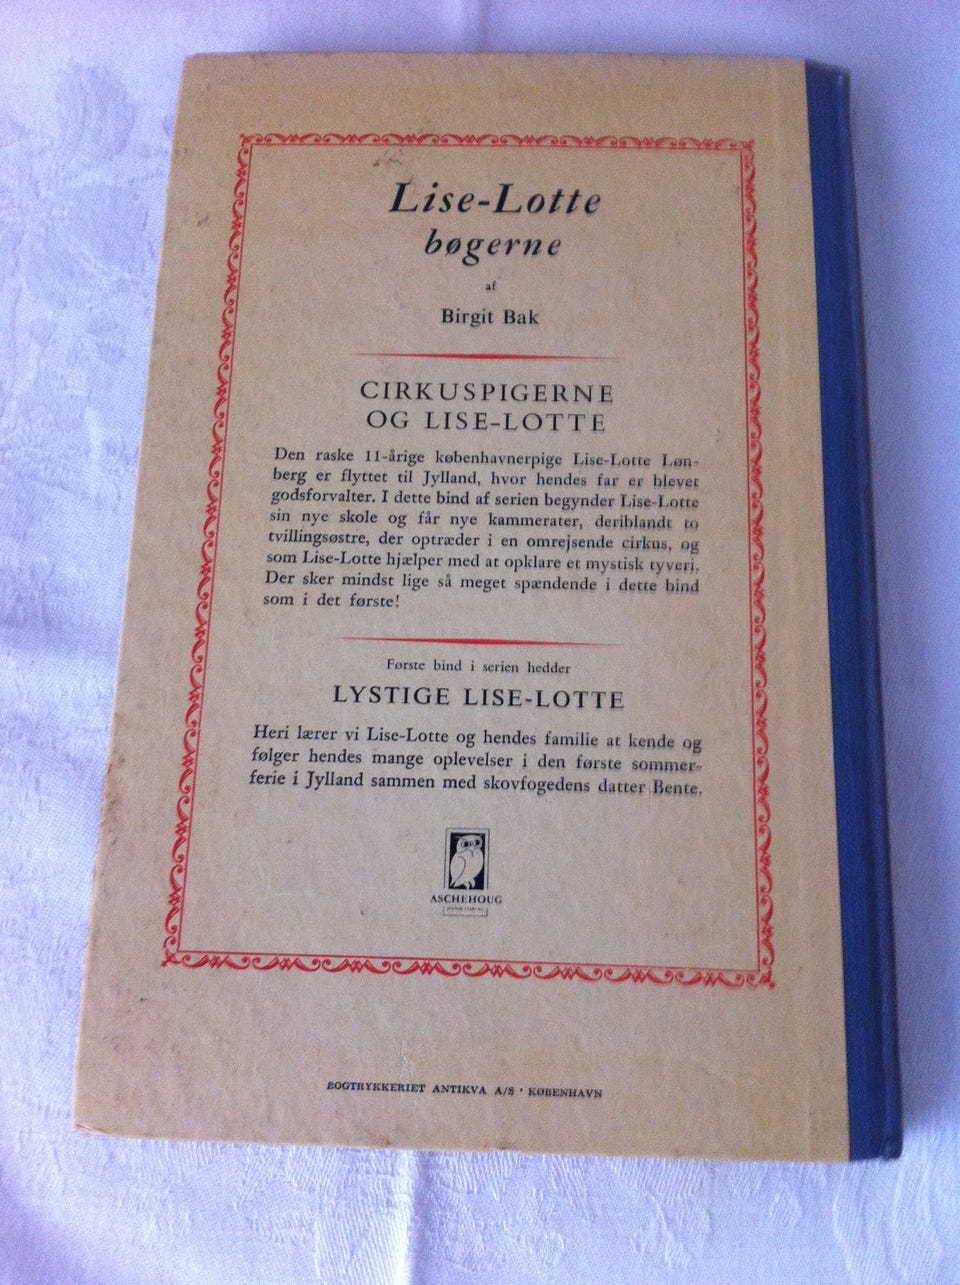 Lise-Lotte
bøgerne
af
Birgit Bak
CIRKUSPIGERNE
OG LISE-LOTTE
Den raske 11-årige københavnerpige Lise-Lotte Løn-
berg er flyttet til Jylland, hvor hendes far er blevet
godsforvalter. I dette bind af serien begynder Lise-Lotte
sin nye skole og får nye kammerater, deriblandt to
tvillingsøstre, der optræder i en omrejsende cirkus, og
som Lise-Lotte hjælper med at opklare et mystisk tyveri.
Der sker mindst lige så meget spændende i dette bind
som i det første!
Første bind i serien hedder
LYSTIGE LISE-LOTTE
Heri lærer vi Lise-Lotte og hendes familie at kende og
følger hendes mange oplevelser i den første sommer-
ferie i Jylland sammen med skovfogedens datter Bente.
ASCHEHOUG
BOGTRYKKERIET ANTIKVA A/S • KØBENHAVN